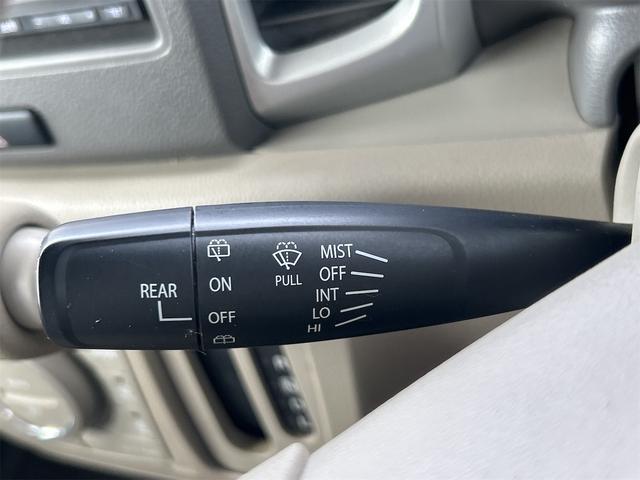 REAR
ON
OFF
PULL
MIST
OFF
INT
LO
HI